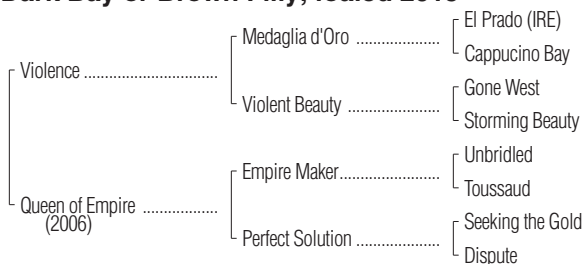 Dark Bay or Brown Filly; foaled
El Prado (IRE)
Medaglia d'Oro ....................
Cappucino Bay
Violence ................................
Gone West
Violent Beauty ......................
Storming Beauty
Unbridled
Empire Maker........................
Toussaud
Queen of Empire ..................
(2006)
Seeking the Gold
Perfect Solution ....................
Dispute